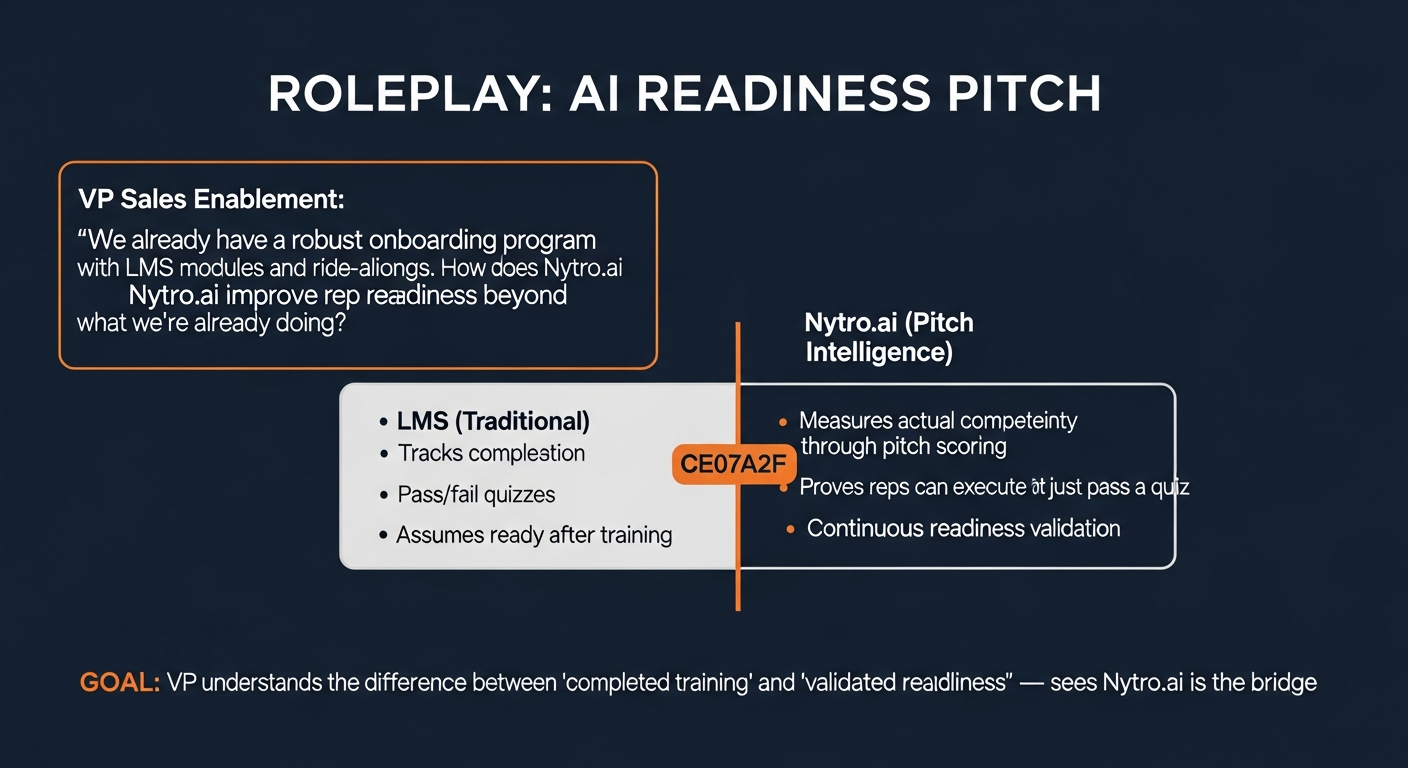 ROLEPLAY: AI READINESS PITCH
VP Sales Enablement:
“We already have a robust onboarding program
with LMS modules and ride-aliongs. How does Nytro.ai
Nytro.ai improve rep readiness beyond
what we're already doing?
Nytro.ai (Pitch
Intelligence)
• LMS (Traditional)
• Tracks complestion
• Pass/fail quizzes
• Assumes ready after training
CE07A2F
• Measures actual competeinty
through pitch scoring
• Proves reps can execute just pass a quiz
• Continuous readiness validation
GOAL: VP understands the difference between 'completed training' and 'validated realdliness” — sees Nytro.ai is the bridge